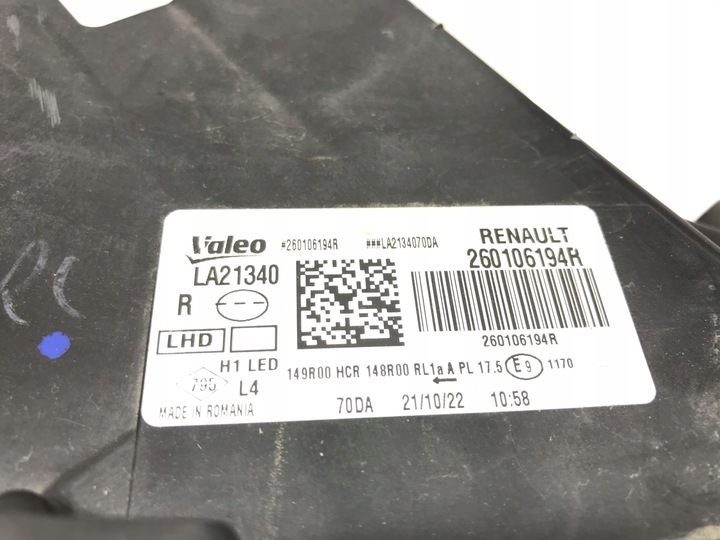 Valeo #260106194R ###LA2134070DA RENAULT
LA21340 260106194R
R
LHD 260106194R
H1 LED 149R00 HCR 148R00 RL1a A PL 17.5 E9 1170
795 L4
MADE IN ROMANIA 70DA 21/10/22 10:58